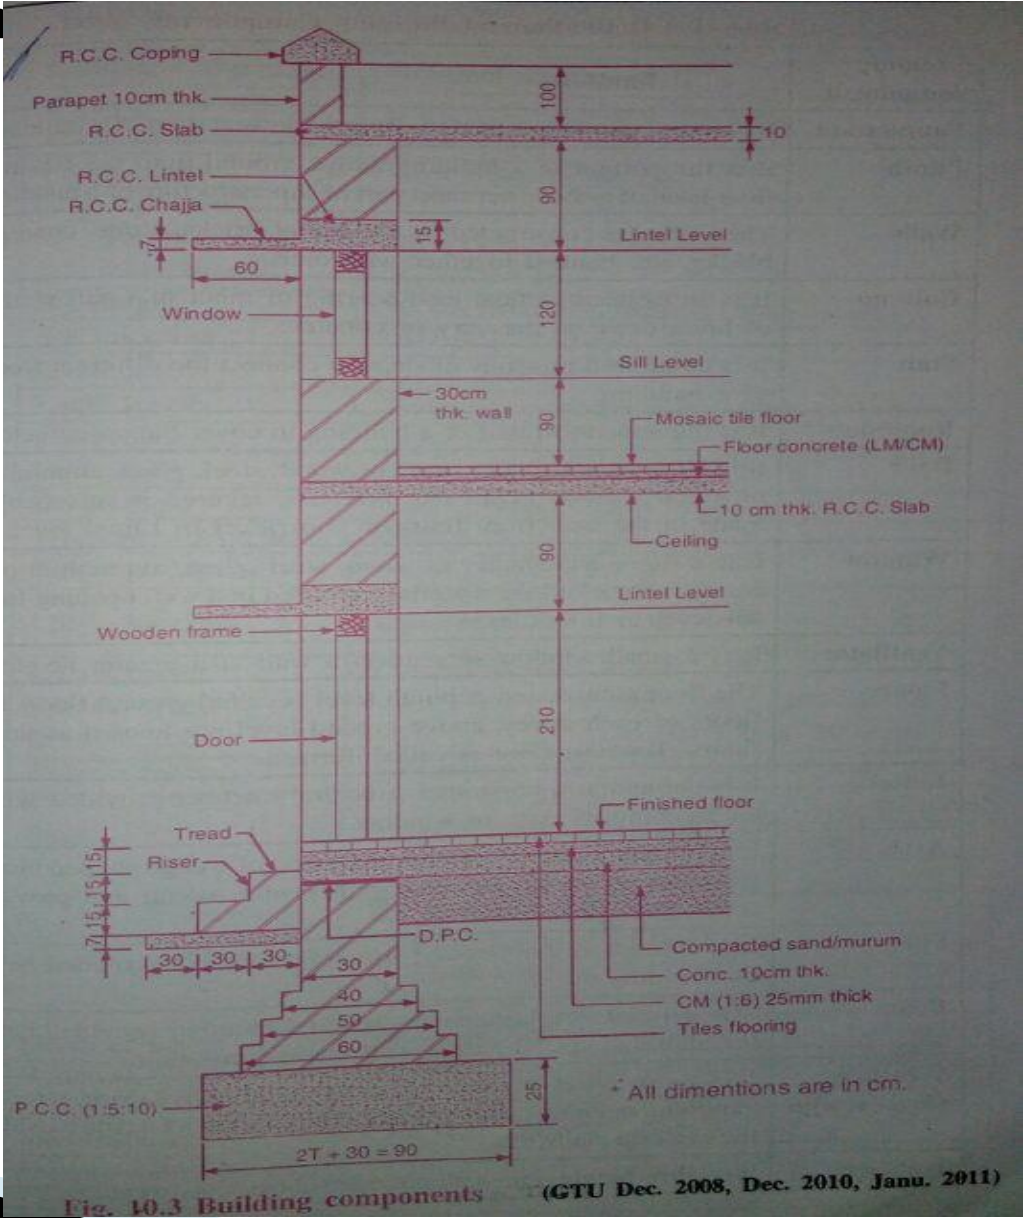 R.C.C. Coping
Parapet 10cm thk.
100
R.C.C. Slab
10
R.C.C. Lintel
90
R.C.C. Chajja
15
Lintel Level
7
60
Window
120
Sill Level
30cm
thk. wall
90
Mosaic tile floor
Floor concrete (LM/CM)
10 cm thk. R.C.C. Slab
Ceiling
90
Lintel Level
Wooden frame
210
Door
Finished floor
Tread
15
Riser
15
15
7
D.P.C.
30
30
30
30
Compacted sand/murum
Conc. 10cm thk.
40
CM (1:6) 25mm thick
50
Tiles flooring
60
25
* All dimentions are in cm.
P.C.C. (1:5:10)
2T + 30 = 90
Fig. 10.3 Building components
(GTU Dec. 2008, Dec. 2010, Janu. 2011)